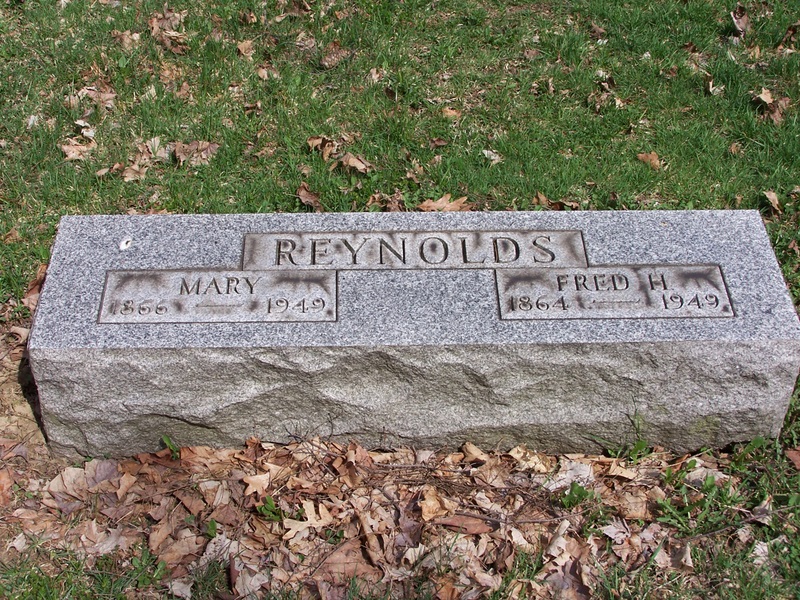 REYNOLDS
MARY
1866 — 1949
FRED H.
1864 — 1949